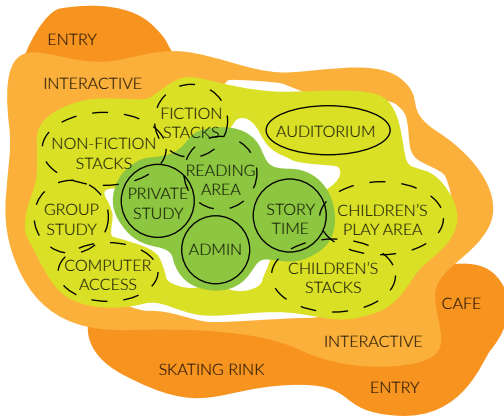 ENTRY
INTERACTIVE
FICTION
STACKS
AUDITORIUM
NON-FICTION
STACKS
READING
AREA
PRIVATE
STUDY
GROUP
STUDY
STORY
TIME
CHILDREN'S
PLAY AREA
ADMIN
COMPUTER
ACCESS
CHILDREN'S
STACKS
CAFE
INTERACTIVE
SKATING RINK
ENTRY